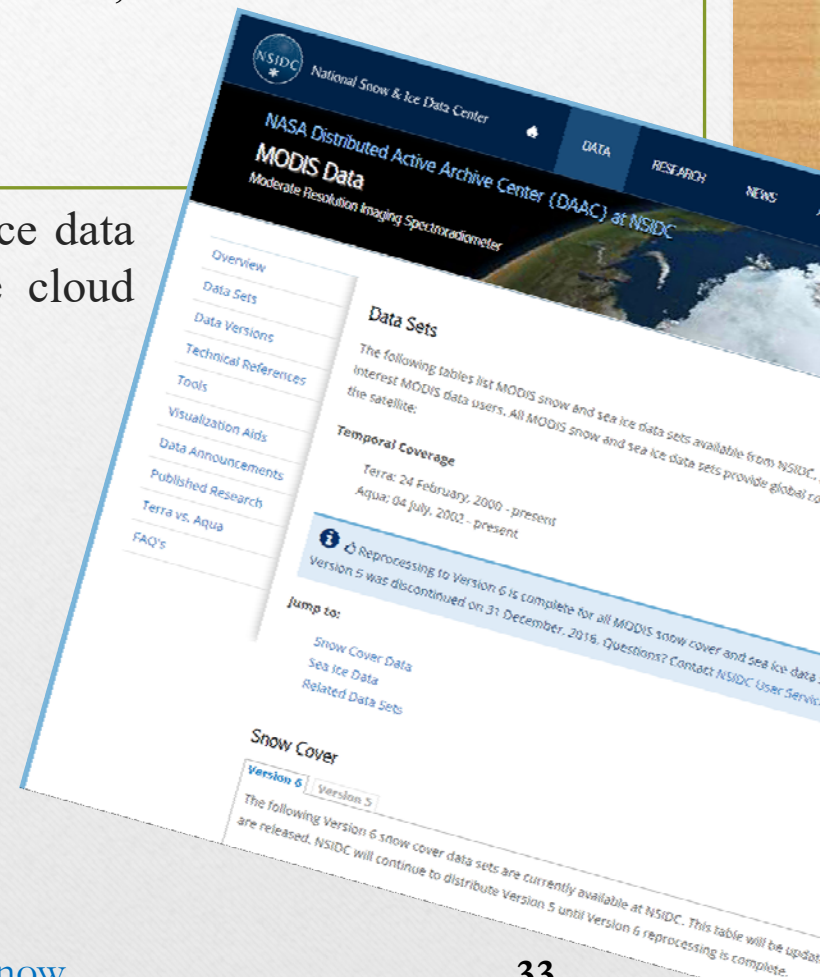 ce data
cloud
NSIDC
National Snow & Ice Data Center
DATA
RESEARCH
NEWS
NASA Distributed Active Archive Center (DAAC) at NSIDC
MODIS Data
Moderate Resolution Imaging Spectroradiometer
Overview
Data Sets
Data Versions
Technical References
Tools
Visualization Aids
Data Announcements
Published Research
Terra vs. Aqua
FAQ's
Data Sets
The following tables list MODIS snow and sea ice data sets available from NSIDC,
interest MODIS data users. All MODIS snow and sea ice data sets provide global
the satellite:
Temporal Coverage
Terra: 24 February, 2000 - present
Aqua: 04 July, 2002 - present
Reprocessing to Version 6 is complete for all MODIS snow cover and sea ice data
Version 5 was discontinued on 31 December, 2016. Questions? Contact NSIDC User
Jump to:
Snow Cover Data
Sea Ice Data
Related Data Sets
Snow Cover
Version 6 Version 5
The following Version 6 snow cover data sets are currently available at NSIDC. This table will be
are released. NSIDC will continue to distribute Version 5 until Version 6 reprocessing is complete.
33